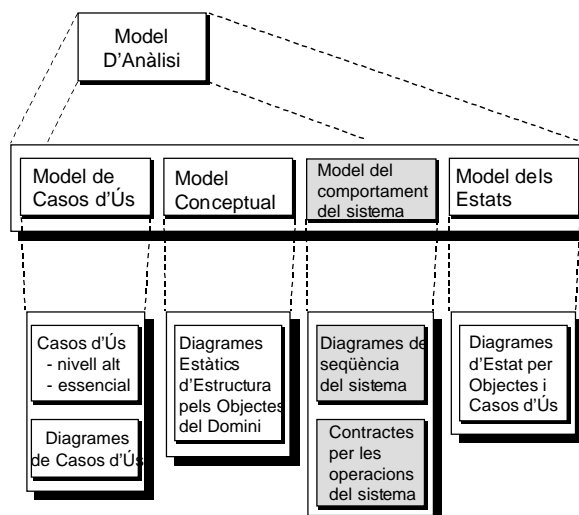 Model
D'Anàlisi
Model de
Casos d'Ús
Model
Conceptual
Model del
comportament
del sistema
Model dels
Estats
Casos d'Ús
- nivell alt
- essencial
Diagrames
de Casos d'Ús
Diagrames
Estàtics
d'Estructura
pels Objectes
del Domini
Diagrames de
seqüència
del sistema
Contractes
per les
operacions
del sistema
Diagrames
d'Estat per
Objectes i
Casos d'Ús